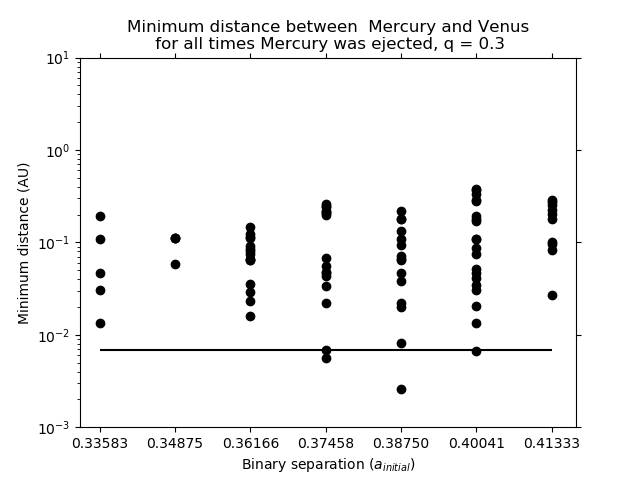 Minimum distance between  Mercury and Venus
for all times Mercury was ejected, q = 0.3
10^1
10^0
10^-1
10^-2
10^-3
Minimum distance (AU)
0.33583 0.34875 0.36166 0.37458 0.38750 0.40041 0.41333
Binary separation (a_initial)